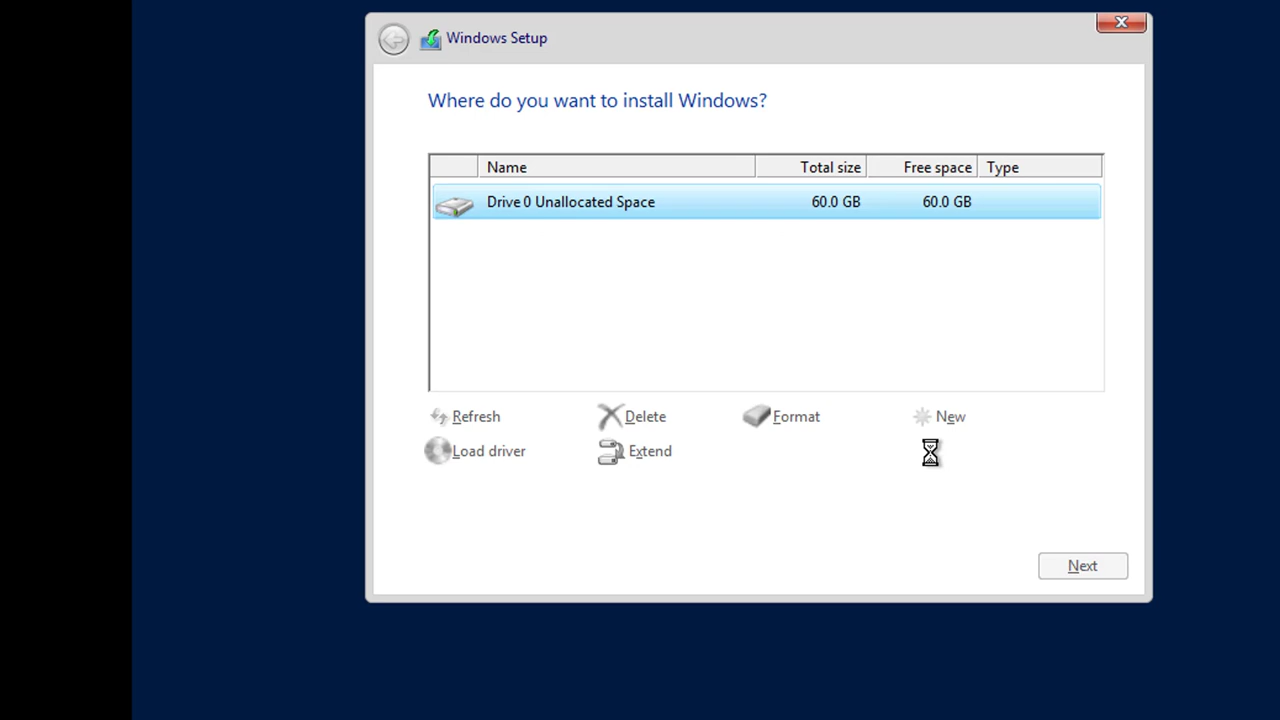 Windows Setup
Where do you want to install Windows?
Name Total size Free space Type
Drive 0 Unallocated Space 60.0 GB 60.0 GB
Refresh Delete Format New
Load driver Extend
Next